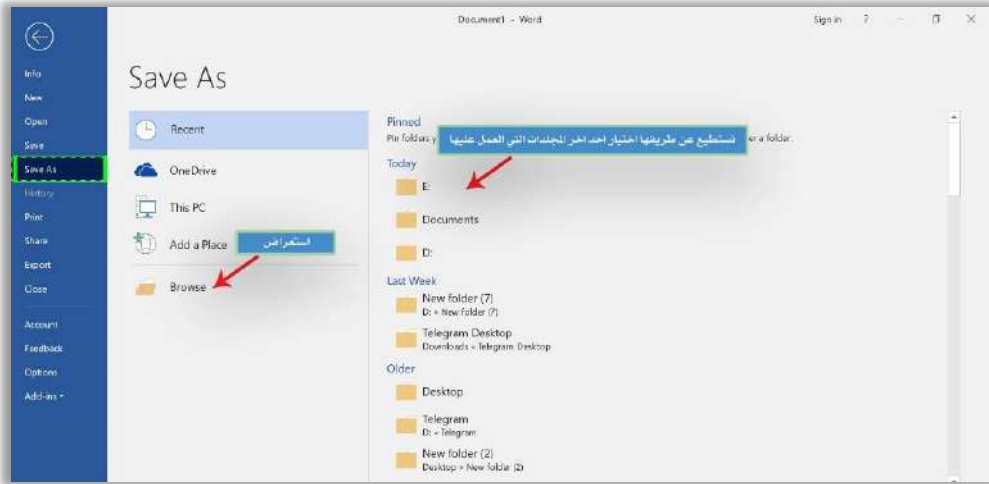 Document1 - Word
Sign in ?
Info
New
Open
Save
Save As
History
Print
Share
Export
Close
Account
Feedback
Options
Add-ins
Save As
Recent
OneDrive
This PC
Add a Place
استعراض
Browse
Pinned
Pin folders y
نستطيع عن طريقها اختيار احد اخر المجلدات التي العمل عليها
er a folder.
Today
E:
Documents
D:
Last Week
New folder (7)
D: » New folder (7)
Telegram Desktop
Downloads » Telegram Desktop
Older
Desktop
Telegram
D: » Telegram
New folder (2)
Desktop » New folder (2)